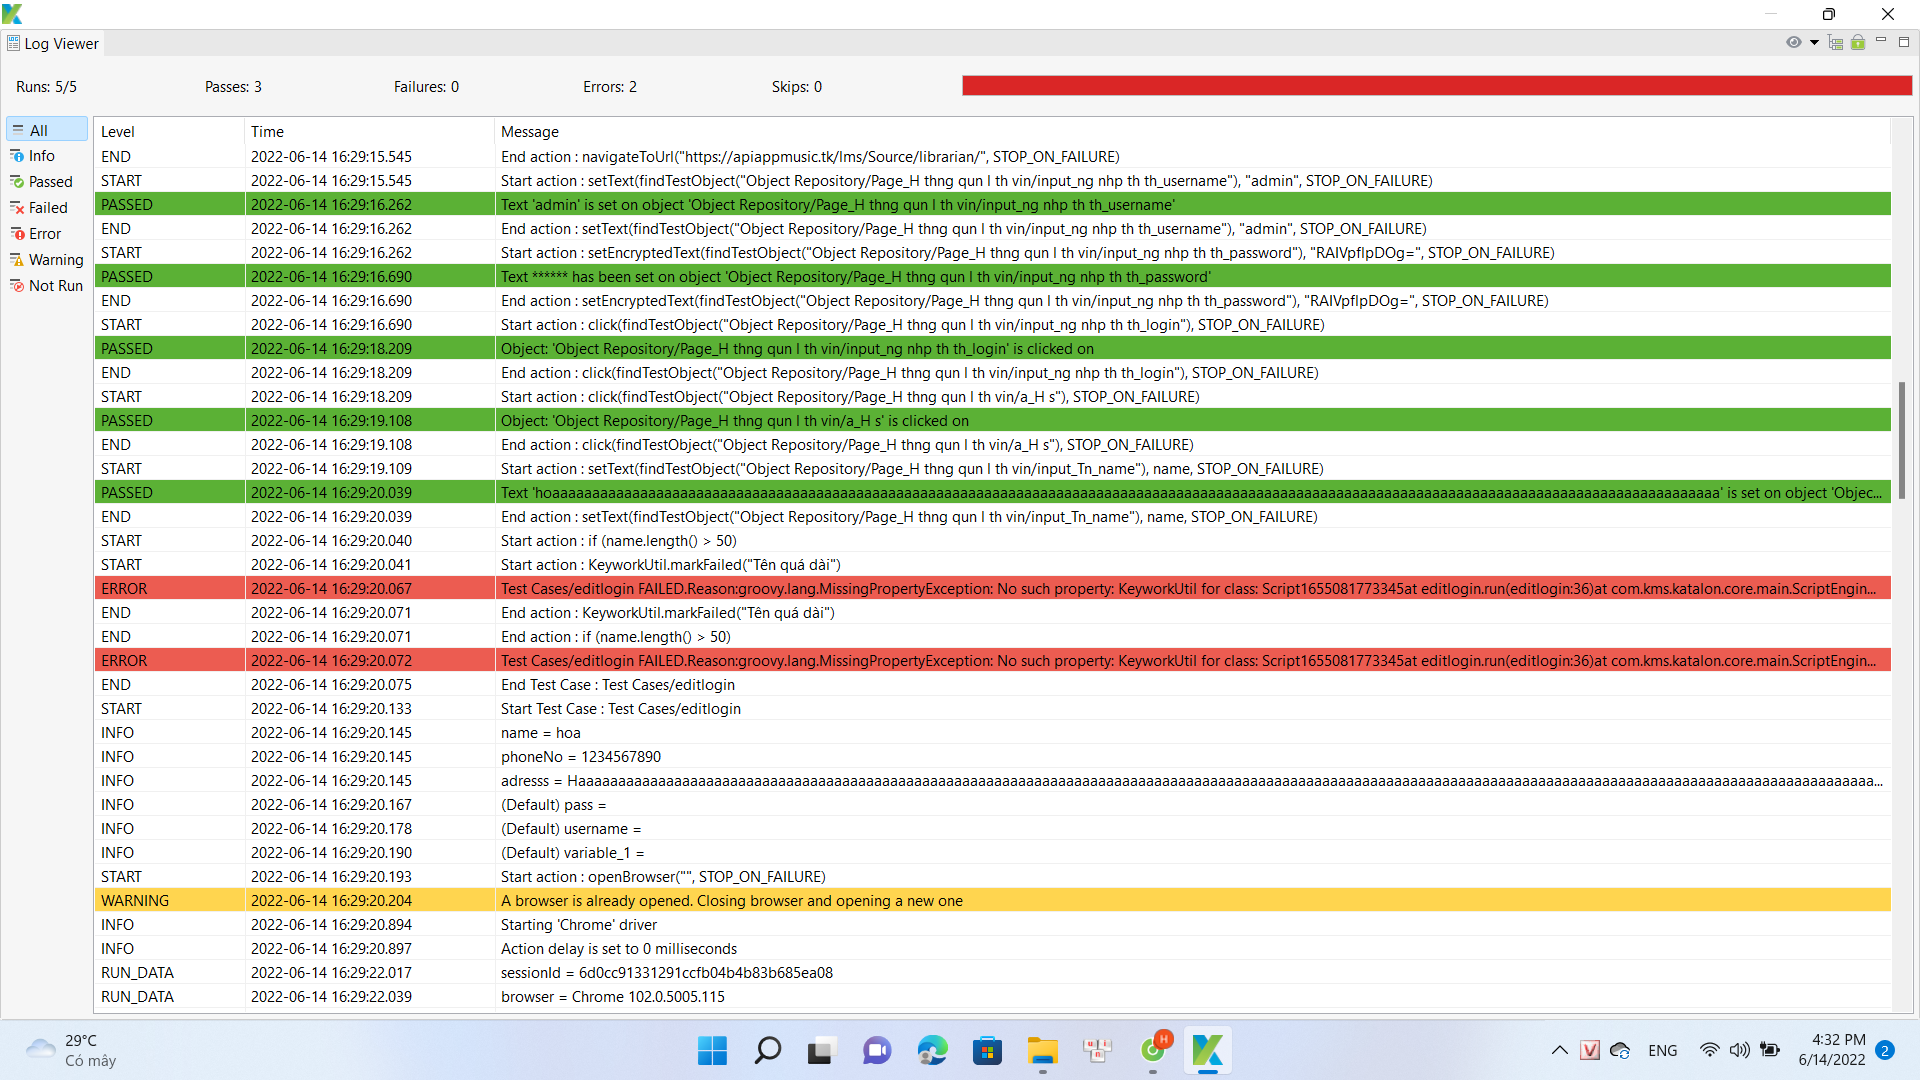 Log Viewer
Runs: 5/5 Passes: 3 Failures: 0 Errors: 2 Skips: 0
All
Info
Passed
Failed
Error
Warning
Not Run
Level Time Message
END 2022-06-14 16:29:15.545 End action : navigateToUrl("https://apiappmusic.tk/lms/Source/librarian/", STOP_ON_FAILURE)
START 2022-06-14 16:29:15.545 Start action : setText(findTestObject("Object Repository/Page_H thng qun l th vin/input_ng nhp th th_username"), "admin", STOP_ON_FAILURE)
PASSED 2022-06-14 16:29:16.262 Text 'admin' is set on object 'Object Repository/Page_H thng qun l th vin/input_ng nhp th th_username'
END 2022-06-14 16:29:16.262 End action : setText(findTestObject("Object Repository/Page_H thng qun l th vin/input_ng nhp th th_username"), "admin", STOP_ON_FAILURE)
START 2022-06-14 16:29:16.262 Start action : setEncryptedText(findTestObject("Object Repository/Page_H thng qun l th vin/input_ng nhp th th_password"), "RAIVpflpDOg=", STOP_ON_FAILURE)
PASSED 2022-06-14 16:29:16.690 Text ****** has been set on object 'Object Repository/Page_H thng qun l th vin/input_ng nhp th th_password'
END 2022-06-14 16:29:16.690 End action : setEncryptedText(findTestObject("Object Repository/Page_H thng qun l th vin/input_ng nhp th th_password"), "RAIVpflpDOg=", STOP_ON_FAILURE)
START 2022-06-14 16:29:16.690 Start action : click(findTestObject("Object Repository/Page_H thng qun l th vin/input_ng nhp th th_login"), STOP_ON_FAILURE)
PASSED 2022-06-14 16:29:18.209 Object: 'Object Repository/Page_H thng qun l th vin/input_ng nhp th th_login' is clicked on
END 2022-06-14 16:29:18.209 End action : click(findTestObject("Object Repository/Page_H thng qun l th vin/input_ng nhp th th_login"), STOP_ON_FAILURE)
START 2022-06-14 16:29:18.209 Start action : click(findTestObject("Object Repository/Page_H thng qun l th vin/a_H s"), STOP_ON_FAILURE)
PASSED 2022-06-14 16:29:19.108 Object: 'Object Repository/Page_H thng qun l th vin/a_H s' is clicked on
END 2022-06-14 16:29:19.108 End action : click(findTestObject("Object Repository/Page_H thng qun l th vin/a_H s"), STOP_ON_FAILURE)
START 2022-06-14 16:29:19.109 Start action : setText(findTestObject("Object Repository/Page_H thng qun l th vin/input_Tn_name"), name, STOP_ON_FAILURE)
PASSED 2022-06-14 16:29:20.039 Text is set on object 'Objec...
END 2022-06-14 16:29:20.039 End action : setText(findTestObject("Object Repository/Page_H thng qun l th vin/input_Tn_name"), name, STOP_ON_FAILURE)
START 2022-06-14 16:29:20.040 Start action : if (name.length() > 50)
START 2022-06-14 16:29:20.041 Start action : KeyworkUtil.markFailed("Tên quá dài")
ERROR 2022-06-14 16:29:20.067 Test Cases/editlogin FAILED.Reason:groovy.lang.MissingPropertyException: No such property: KeyworkUtil for class: Script1655081773345at editlogin.run(editlogin:36)at com.kms.katalon.core.main.ScriptEngin...
END 2022-06-14 16:29:20.071 End action : KeyworkUtil.markFailed("Tên quá dài")
END 2022-06-14 16:29:20.071 End action : if (name.length() > 50)
ERROR 2022-06-14 16:29:20.072 Test Cases/editlogin FAILED.Reason:groovy.lang.MissingPropertyException: No such property: KeyworkUtil for class: Script1655081773345at editlogin.run(editlogin:36)at com.kms.katalon.core.main.ScriptEngin...
END 2022-06-14 16:29:20.075 End Test Case : Test Cases/editlogin
START 2022-06-14 16:29:20.133 Start Test Case : Test Cases/editlogin
INFO 2022-06-14 16:29:20.145 name = hoa
INFO 2022-06-14 16:29:20.145 phoneNo = 1234567890
INFO 2022-06-14 16:29:20.145 adresss =
INFO 2022-06-14 16:29:20.167 (Default) pass =
INFO 2022-06-14 16:29:20.178 (Default) username =
INFO 2022-06-14 16:29:20.190 (Default) variable_1 =
START 2022-06-14 16:29:20.193 Start action : openBrowser("", STOP_ON_FAILURE)
WARNING 2022-06-14 16:29:20.204 A browser is already opened. Closing browser and opening a new one
INFO 2022-06-14 16:29:20.894 Starting 'Chrome' driver
INFO 2022-06-14 16:29:20.897 Action delay is set to 0 milliseconds
RUN_DATA 2022-06-14 16:29:22.017 sessionId = 6d0cc91331291ccfb04b4b83b685ea08
RUN_DATA 2022-06-14 16:29:22.039 browser = Chrome 102.0.5005.115
29°C
Có mây
H
ENG
4:32 PM
6/14/2022
2